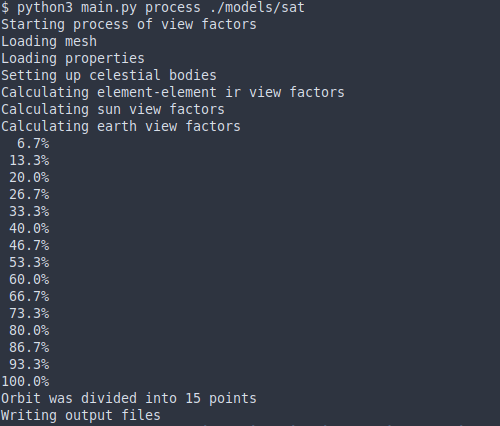 $ python3 main.py process ./models/sat
Starting process of view factors
Loading mesh
Loading properties
Setting up celestial bodies
Calculating element-element ir view factors
Calculating sun view factors
Calculating earth view factors
  6.7%
 13.3%
 20.0%
 26.7%
 33.3%
 40.0%
 46.7%
 53.3%
 60.0%
 66.7%
 73.3%
 80.0%
 86.7%
 93.3%
100.0%
Orbit was divided into 15 points
Writing output files